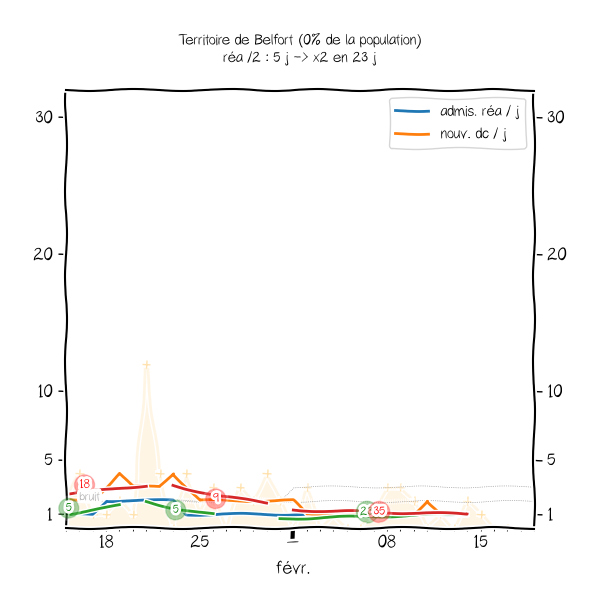 Territoire de Belfort (0% de la population)
réa /2 : 5 j -> x2 en 23 j
admis. réa / j
nouv. dc / j
30 30
20 20
10 10
5 5
1 1
18
bruit
5
5
9
35
18 25 08 15
févr.